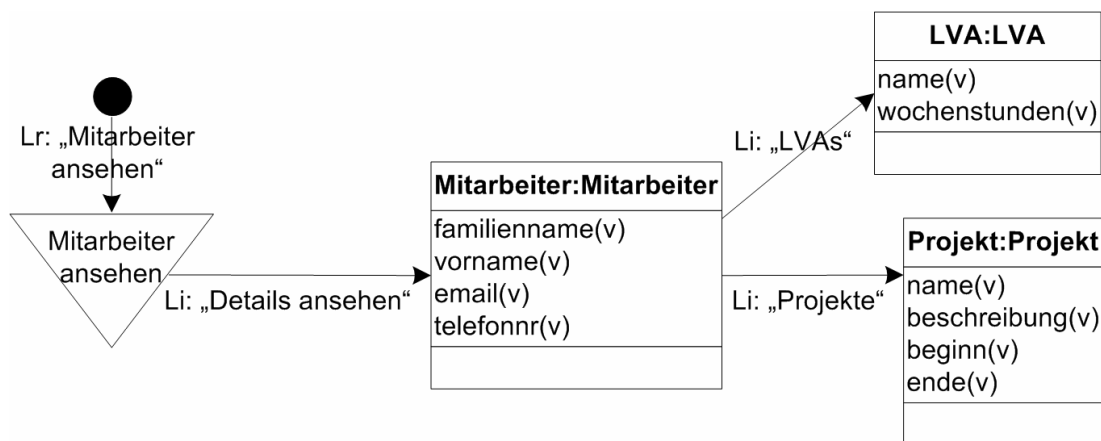 Lr: „Mitarbeiter
ansehen“
Mitarbeiter
ansehen
Li: „Details ansehen“
Mitarbeiter:Mitarbeiter
familienname(v)
vorname(v)
email(v)
telefonnr(v)
Li: „LVAs“
LVA:LVA
name(v)
wochenstunden(v)
Li: „Projekte“
Projekt:Projekt
name(v)
beschreibung(v)
beginn(v)
ende(v)